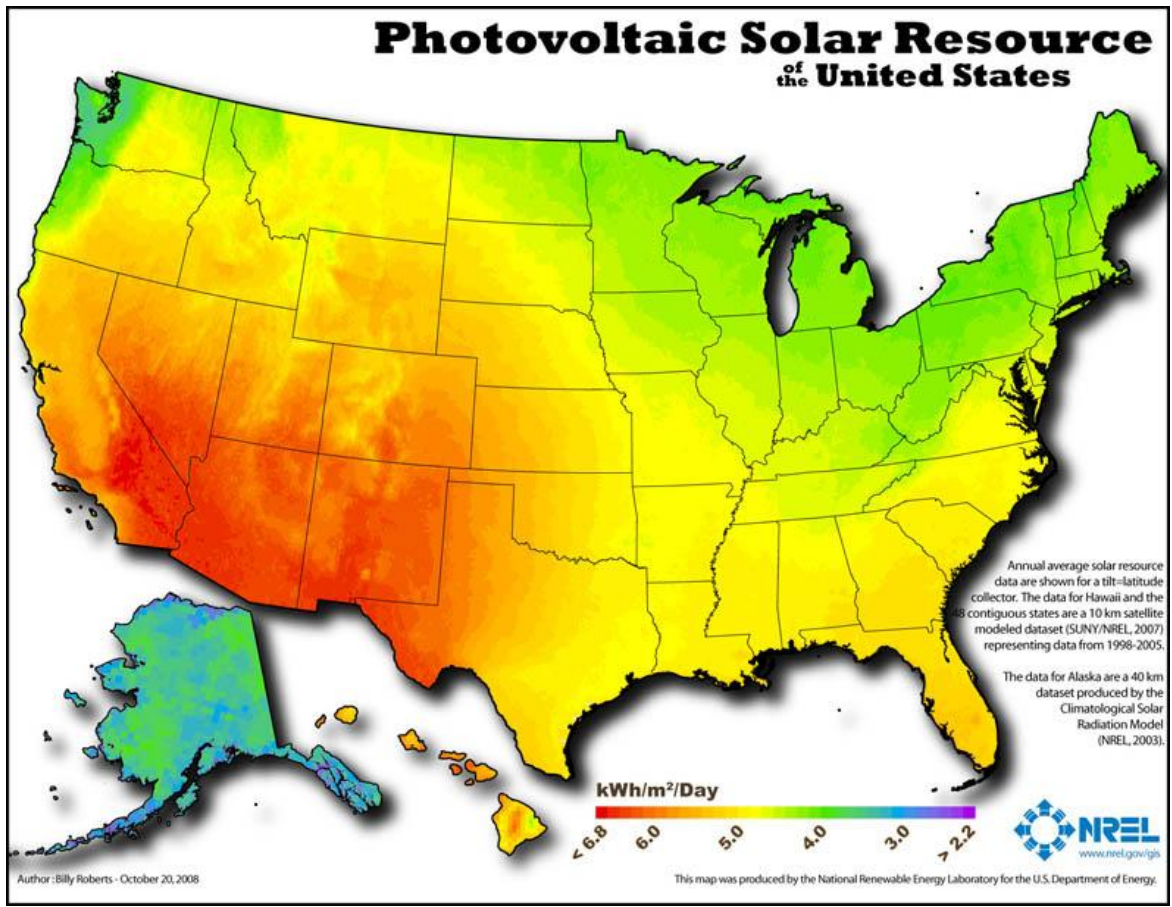 Photovoltaic Solar Resource
of the United States
Annual average solar resource
data are shown for a tilt=latitude
collector. The data for Hawaii and the
48 contiguous states are a 10 km satellite
modeled dataset (SUNY/NREL, 2007)
representing data from 1998-2005.
The data for Alaska are a 40 km
dataset produced by the
Climatological Solar
Radiation Model
(NREL, 2003).
kWh/m²/Day
< 6.8 6.0 5.0 4.0 3.0 > 2.2
NREL
www.nrel.gov/gis
Author : Billy Roberts - October 20, 2008
This map was produced by the National Renewable Energy Laboratory for the U.S. Department of Energy.